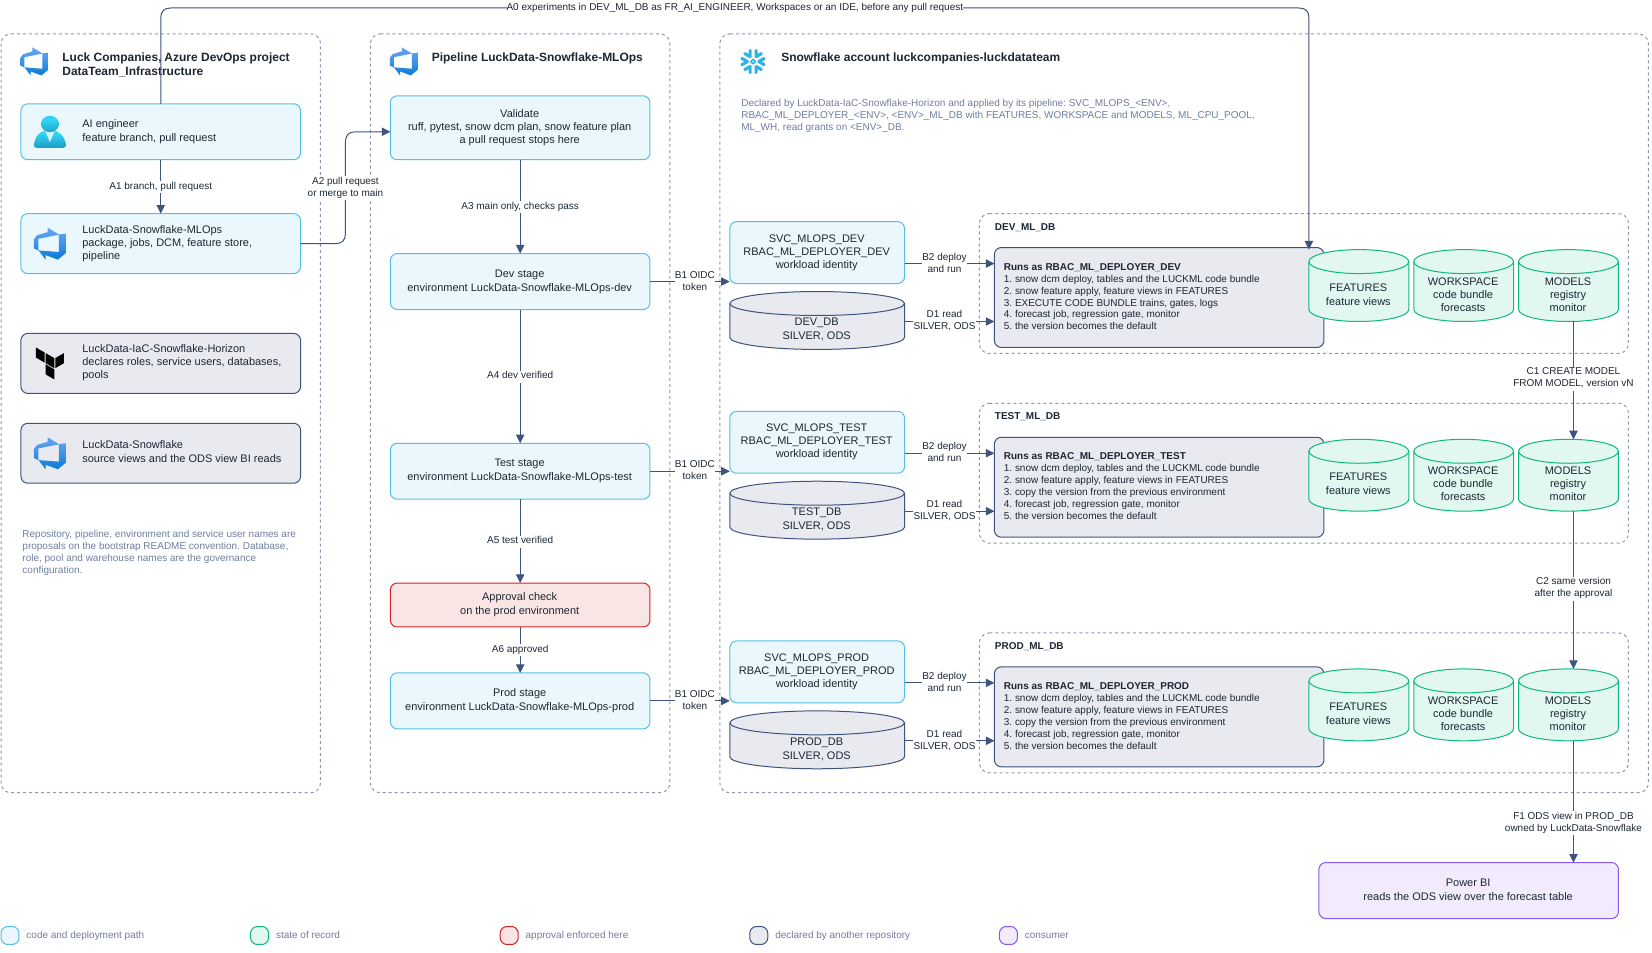 A0 experiments in DEV_ML_DB as FR_AI_ENGINEER, Workspaces or an IDE, before any pull request
Luck Companies, Azure DevOps project
DataTeam_Infrastructure
AI engineer
feature branch, pull request
A1 branch, pull request
LuckData-Snowflake-MLOps
package, jobs, DCM, feature store,
pipeline
LuckData-IaC-Snowflake-Horizon
declares roles, service users, databases,
pools
LuckData-Snowflake
source views and the ODS view BI reads
Repository, pipeline, environment and service user names are
proposals on the bootstrap README convention. Database,
role, pool and warehouse names are the governance
configuration.
A2 pull request
or merge to main
Pipeline LuckData-Snowflake-MLOps
Validate
ruff, pytest, snow dcm plan, snow feature plan
a pull request stops here
A3 main only, checks pass
Dev stage
environment LuckData-Snowflake-MLOps-dev
A4 dev verified
Test stage
environment LuckData-Snowflake-MLOps-test
A5 test verified
Approval check
on the prod environment
A6 approved
Prod stage
environment LuckData-Snowflake-MLOps-prod
B1 OIDC
token
B1 OIDC
token
B1 OIDC
token
Snowflake account luckcompanies-luckdatateam
Declared by LuckData-IaC-Snowflake-Horizon and applied by its pipeline: SVC_MLOPS_<ENV>,
RBAC_ML_DEPLOYER_<ENV>, <ENV>_ML_DB with FEATURES, WORKSPACE and MODELS, ML_CPU_POOL,
ML_WH, read grants on <ENV>_DB.
SVC_MLOPS_DEV
RBAC_ML_DEPLOYER_DEV
workload identity
DEV_DB
SILVER, ODS
B2 deploy
and run
D1 read
SILVER, ODS
DEV_ML_DB
Runs as RBAC_ML_DEPLOYER_DEV
1. snow dcm deploy, tables and the LUCKML code bundle
2. snow feature apply, feature views in FEATURES
3. EXECUTE CODE BUNDLE trains, gates, logs
4. forecast job, regression gate, monitor
5. the version becomes the default
FEATURES
feature views
WORKSPACE
code bundle
forecasts
MODELS
registry
monitor
C1 CREATE MODEL
FROM MODEL, version vN
SVC_MLOPS_TEST
RBAC_ML_DEPLOYER_TEST
workload identity
TEST_DB
SILVER, ODS
B2 deploy
and run
D1 read
SILVER, ODS
TEST_ML_DB
Runs as RBAC_ML_DEPLOYER_TEST
1. snow dcm deploy, tables and the LUCKML code bundle
2. snow feature apply, feature views in FEATURES
3. copy the version from the previous environment
4. forecast job, regression gate, monitor
5. the version becomes the default
FEATURES
feature views
WORKSPACE
code bundle
forecasts
MODELS
registry
monitor
C2 same version
after the approval
SVC_MLOPS_PROD
RBAC_ML_DEPLOYER_PROD
workload identity
PROD_DB
SILVER, ODS
B2 deploy
and run
D1 read
SILVER, ODS
PROD_ML_DB
Runs as RBAC_ML_DEPLOYER_PROD
1. snow dcm deploy, tables and the LUCKML code bundle
2. snow feature apply, feature views in FEATURES
3. copy the version from the previous environment
4. forecast job, regression gate, monitor
5. the version becomes the default
FEATURES
feature views
WORKSPACE
code bundle
forecasts
MODELS
registry
monitor
F1 ODS view in PROD_DB
owned by LuckData-Snowflake
Power BI
reads the ODS view over the forecast table
code and deployment path
state of record
approval enforced here
declared by another repository
consumer